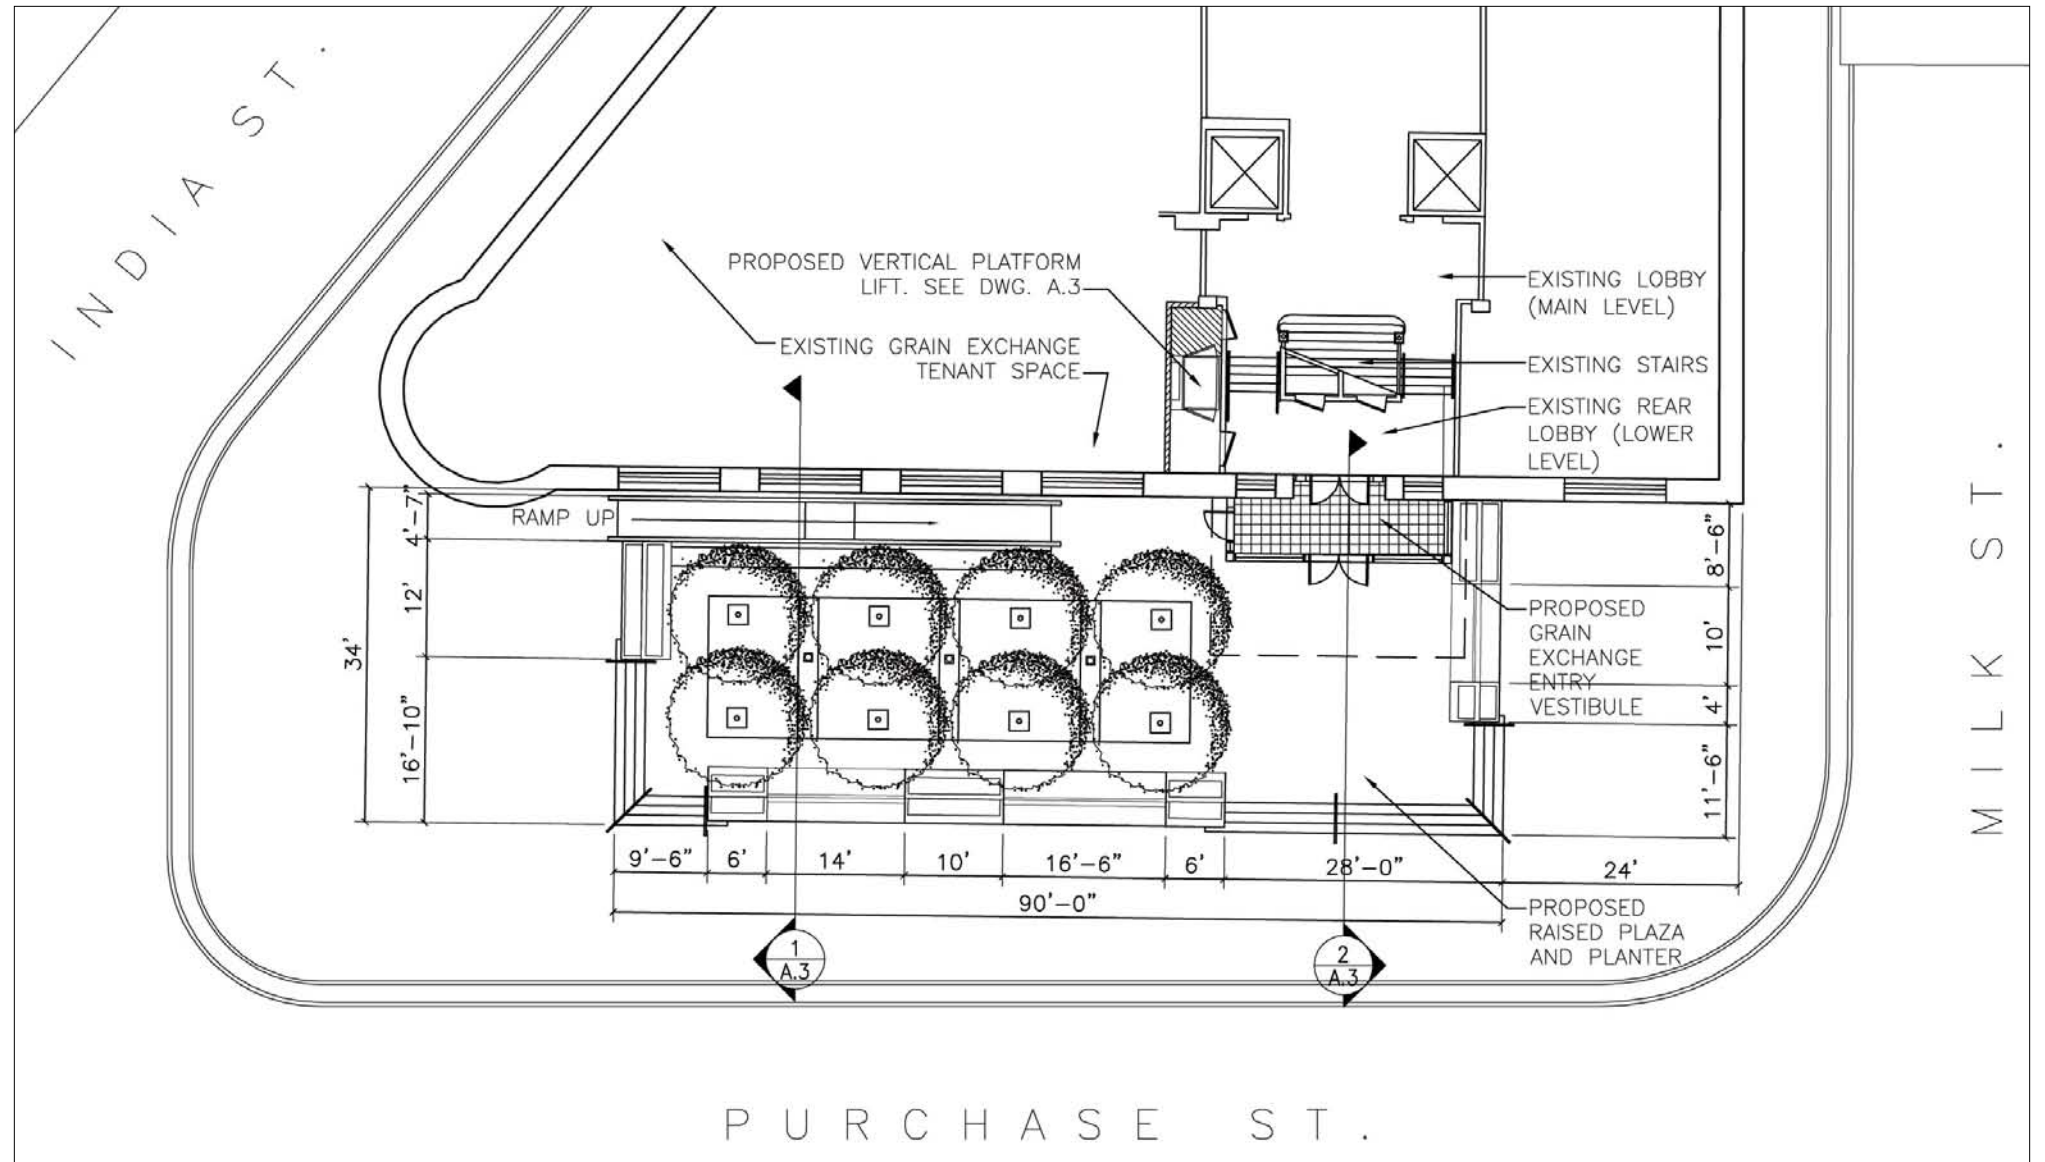 INDIA ST.
PROPOSED VERTICAL PLATFORM
LIFT. SEE DWG. A.3
EXISTING GRAIN EXCHANGE
TENANT SPACE
EXISTING LOBBY
(MAIN LEVEL)
EXISTING STAIRS
EXISTING REAR
LOBBY (LOWER
LEVEL)
MILK ST.
RAMP UP
34'
4'-7"
12'
16'-10"
8'-6"
10'
4'
11'-6"
PROPOSED
GRAIN
EXCHANGE
ENTRY
VESTIBULE
9'-6"
6'
14'
10'
16'-6"
6'
28'-0"
24'
90'-0"
PROPOSED
RAISED PLAZA
AND PLANTER
1
A.3
2
A.3
PURCHASE ST.